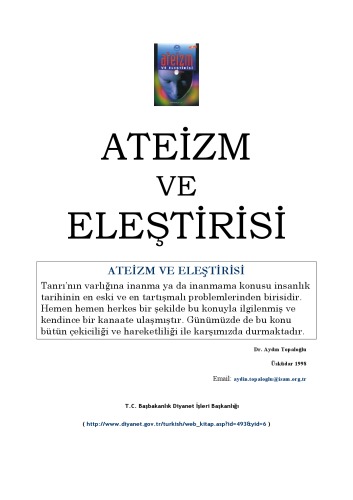 ateizm
ve eleştirisi
ATEİZM
VE
ELEŞTİRİSİ
ATEİZM VE ELEŞTİRİSİ
Tanrı'nın varlığına inanma ya da inanmama konusu insanlık
tarihinin en eski ve en tartışmalı problemlerinden birisidir.
Hemen hemen herkes bir şekilde bu konuyla ilgilenmiş ve
kendince bir kanaate ulaşmıştır. Günümüzde de bu konu
bütün çekiciliği ve hareketliliği ile karşımızda durmaktadır.
Dr. Aydın Topaloğlu
Üsküdar 1998
Email: aydin.topaloglu@isam.org.tr
T.C. Başbakanlık Diyanet İşleri Başkanlığı
( http://www.diyanet.gov.tr/turkish/web_kitap.asp?id=493&yid=6 )